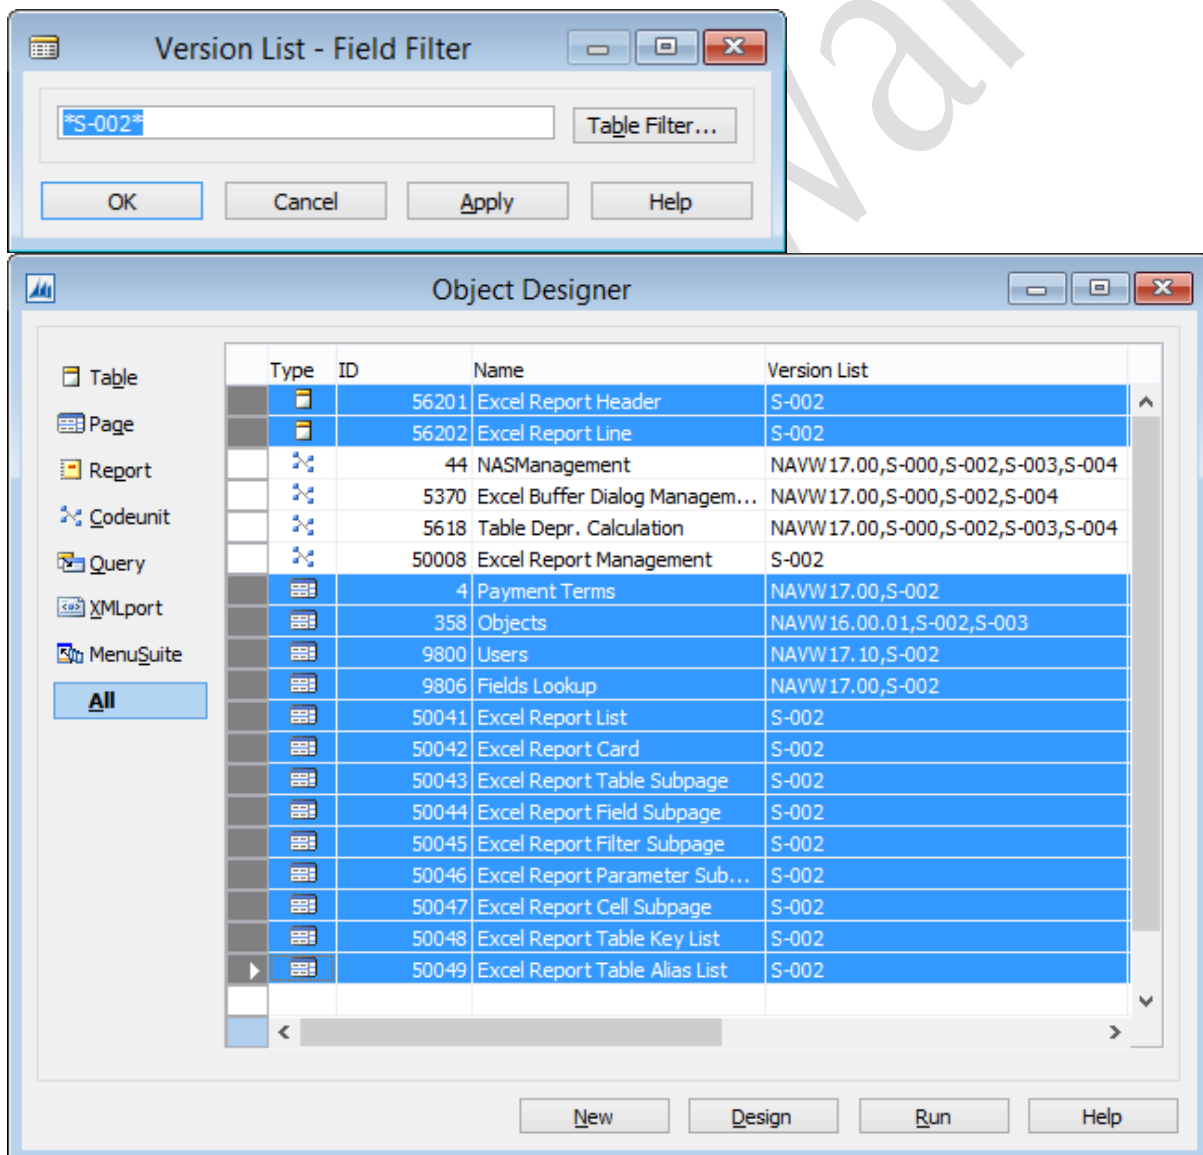 Version List - Field Filter
*S-002*
Table Filter...
OK Cancel Apply Help
Object Designer
Table
Page
Report
Codeunit
Query
XMLport
MenuSuite
All
Type ID Name Version List
56201 Excel Report Header S-002
56202 Excel Report Line S-002
44 NASManagement NAVW17.00,S-000,S-002,S-003,S-004
5370 Excel Buffer Dialog Managem... NAVW17.00,S-000,S-002,S-004
5618 Table Depr. Calculation NAVW17.00,S-000,S-002,S-003,S-004
50008 Excel Report Management S-002
4 Payment Terms NAVW17.00,S-002
358 Objects NAVW16.00.01,S-002,S-003
9800 Users NAVW17.10,S-002
9806 Fields Lookup NAVW17.00,S-002
50041 Excel Report List S-002
50042 Excel Report Card S-002
50043 Excel Report Table Subpage S-002
50044 Excel Report Field Subpage S-002
50045 Excel Report Filter Subpage S-002
50046 Excel Report Parameter Sub... S-002
50047 Excel Report Cell Subpage S-002
50048 Excel Report Table Key List S-002
50049 Excel Report Table Alias List S-002
New Design Run Help